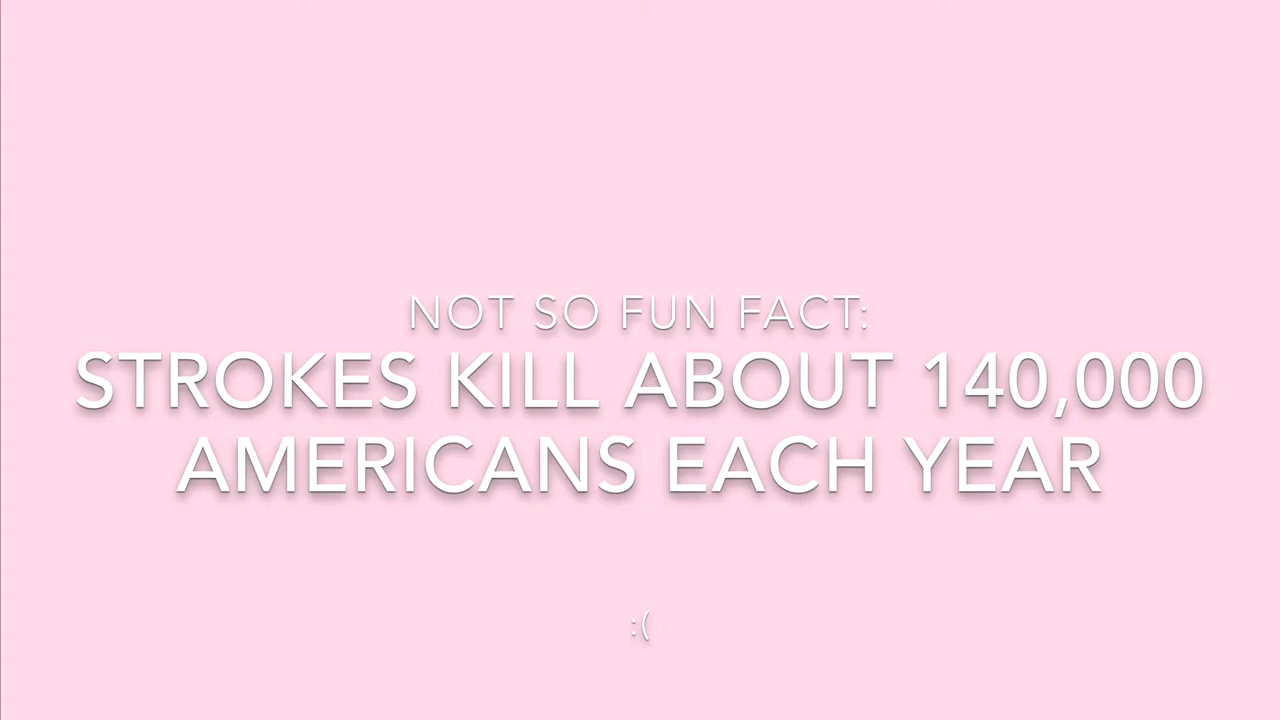 NOT SO FUN FACT:
STROKES KILL ABOUT 140,000
AMERICANS EACH YEAR
:(